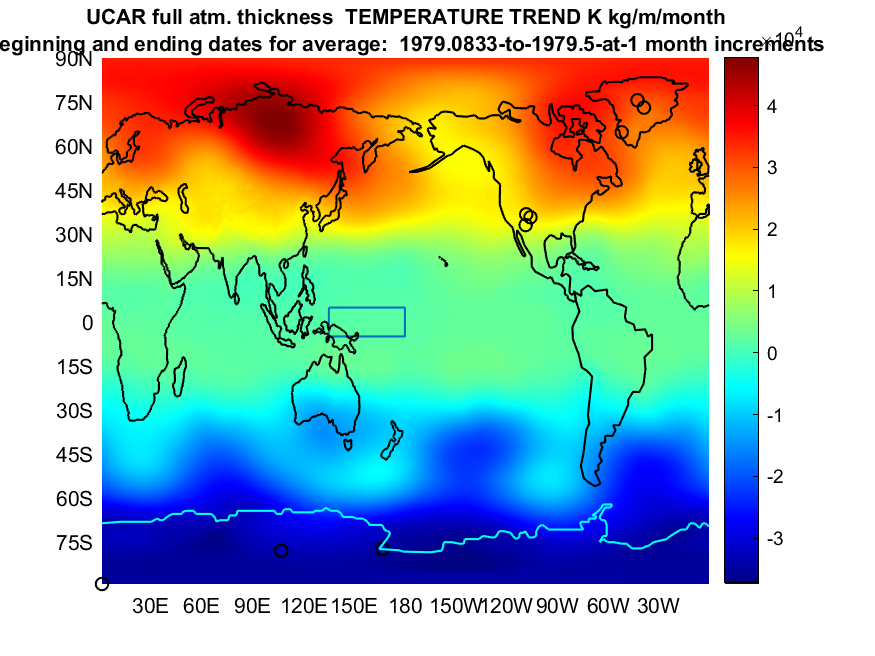 UCAR full atm. thickness  TEMPERATURE TREND K kg/m/month
eginning and ending dates for average:  1979.0833-to-1979.5-at-1 month increments
×10^4
90N
75N
60N
45N
30N
15N
0
15S
30S
45S
60S
75S
30E 60E 90E 120E 150E 180 150W 120W 90W 60W 30W
4
3
2
1
0
-1
-2
-3